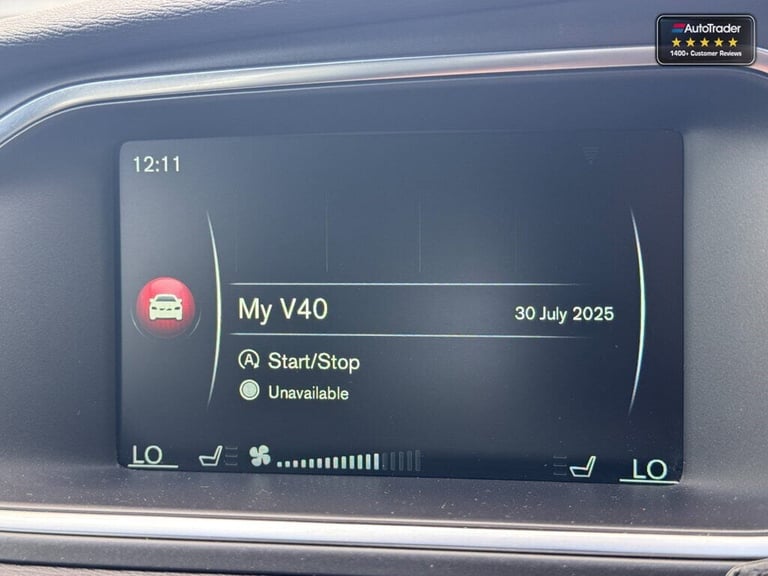 AutoTrader
1400+ Customer Reviews
12:11
My V40
30 July 2025
A Start/Stop
Unavailable
LO
LO